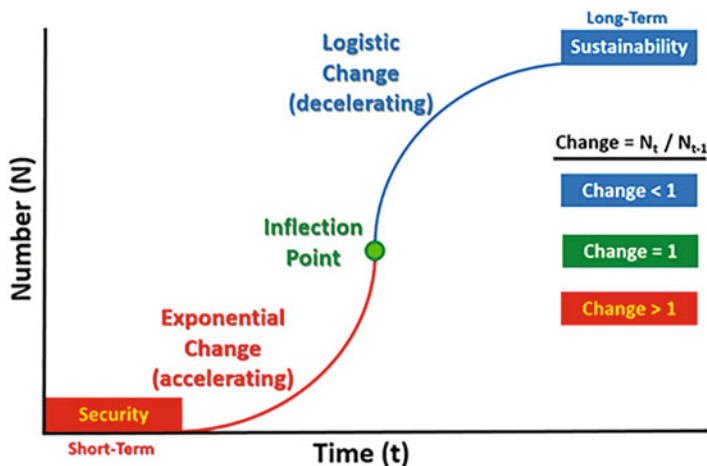 Long-Term
Sustainability
Logistic
Change
(decelerating)
Change = Nt / Nt-1
Change < 1
Inflection
Point
Change = 1
Change > 1
Exponential
Change
(accelerating)
Security
Short-Term
Number (N)
Time (t)